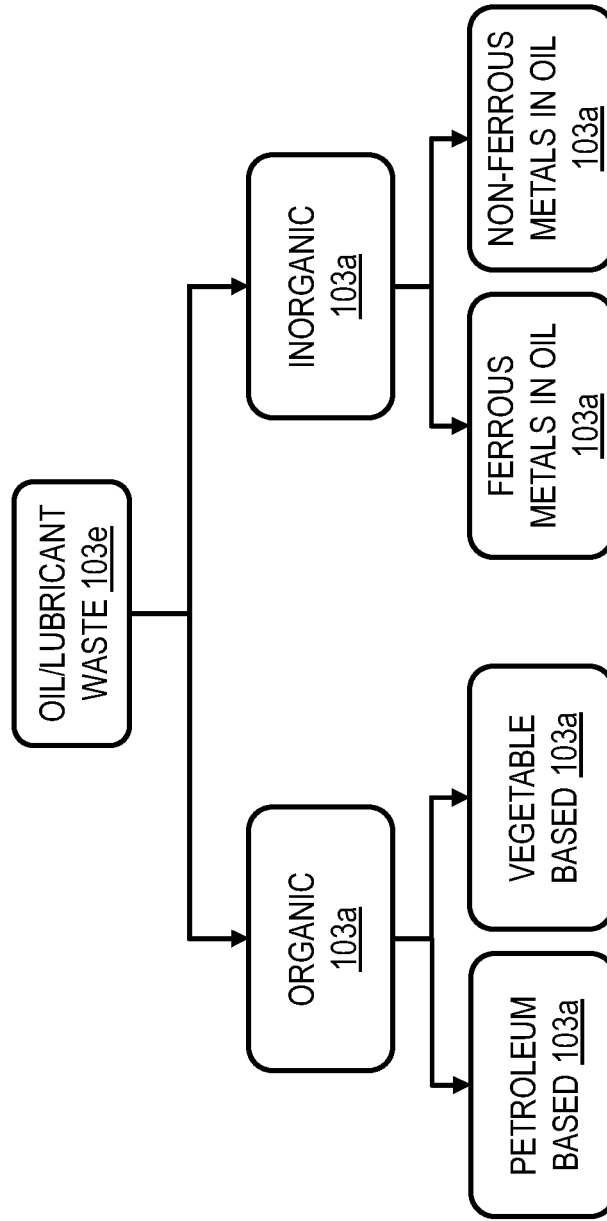 OIL/LUBRICANT
WASTE 103e
ORGANIC
103a
INORGANIC
103a
PETROLEUM
BASED 103a
VEGETABLE
BASED 103a
FERROUS
METALS IN OIL
103a
NON-FERROUS
METALS IN OIL
103a